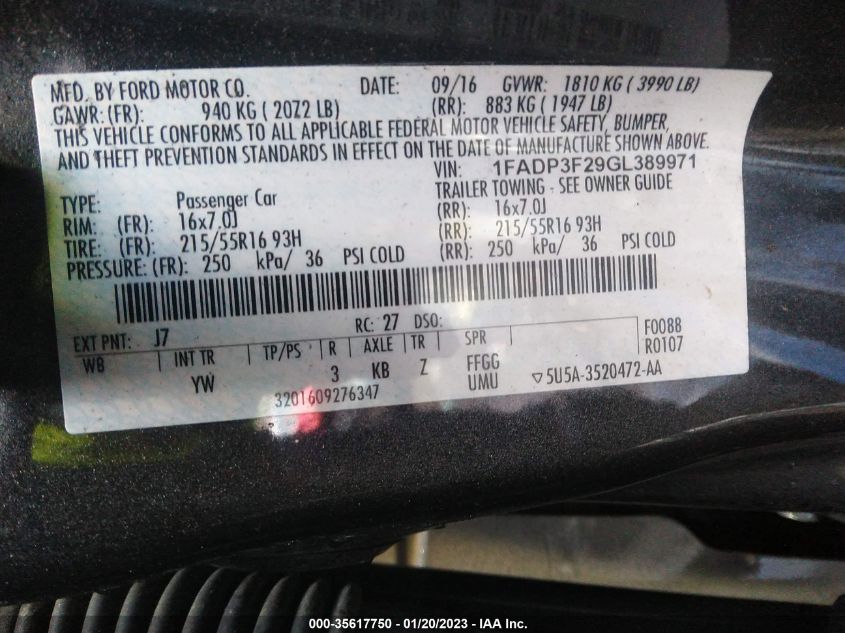 MFD. BY FORD MOTOR CO. DATE: 09/16 GVWR: 1810 KG ( 3990 LB)
GAWR: (FR): 940 KG ( 2072 LB) (RR): 883 KG ( 1947 LB)
THIS VEHICLE CONFORMS TO ALL APPLICABLE FEDERAL MOTOR VEHICLE SAFETY, BUMPER,
AND THEFT PREVENTION STANDARDS IN EFFECT ON THE DATE OF MANUFACTURE SHOWN ABOVE.
VIN: 1FADP3F29GL389971
TYPE: Passenger Car TRAILER TOWING - SEE OWNER GUIDE
RIM: (FR): 16x7.0J (RR): 16x7.0J
TIRE: (FR): 215/55R16 93H (RR): 215/55R16 93H
PRESSURE: (FR): 250 kPa/ 36 PSI COLD (RR): 250 kPa/ 36 PSI COLD
EXT PNT: J7 RC: 27 DSO: F0088
WB INT TR TP/PS R AXLE TR SPR R0107
YW 3 KB Z FFGG
UMU ▽5U5A-3520472-AA
3201609276347
000-35617750 — 01/20/2023 — IAA Inc.